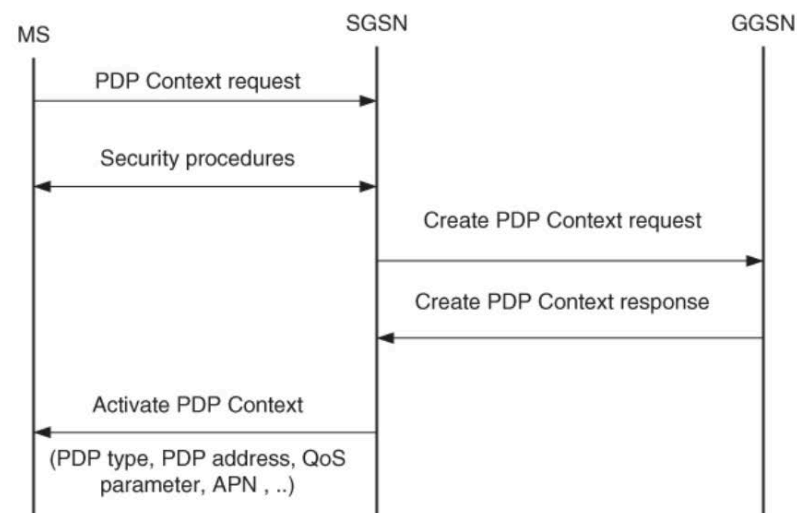 MS
SGSN
GGSN
PDP Context request
Security procedures
Create PDP Context request
Create PDP Context response
Activate PDP Context
(PDP type, PDP address, QoS
parameter, APN , ..)